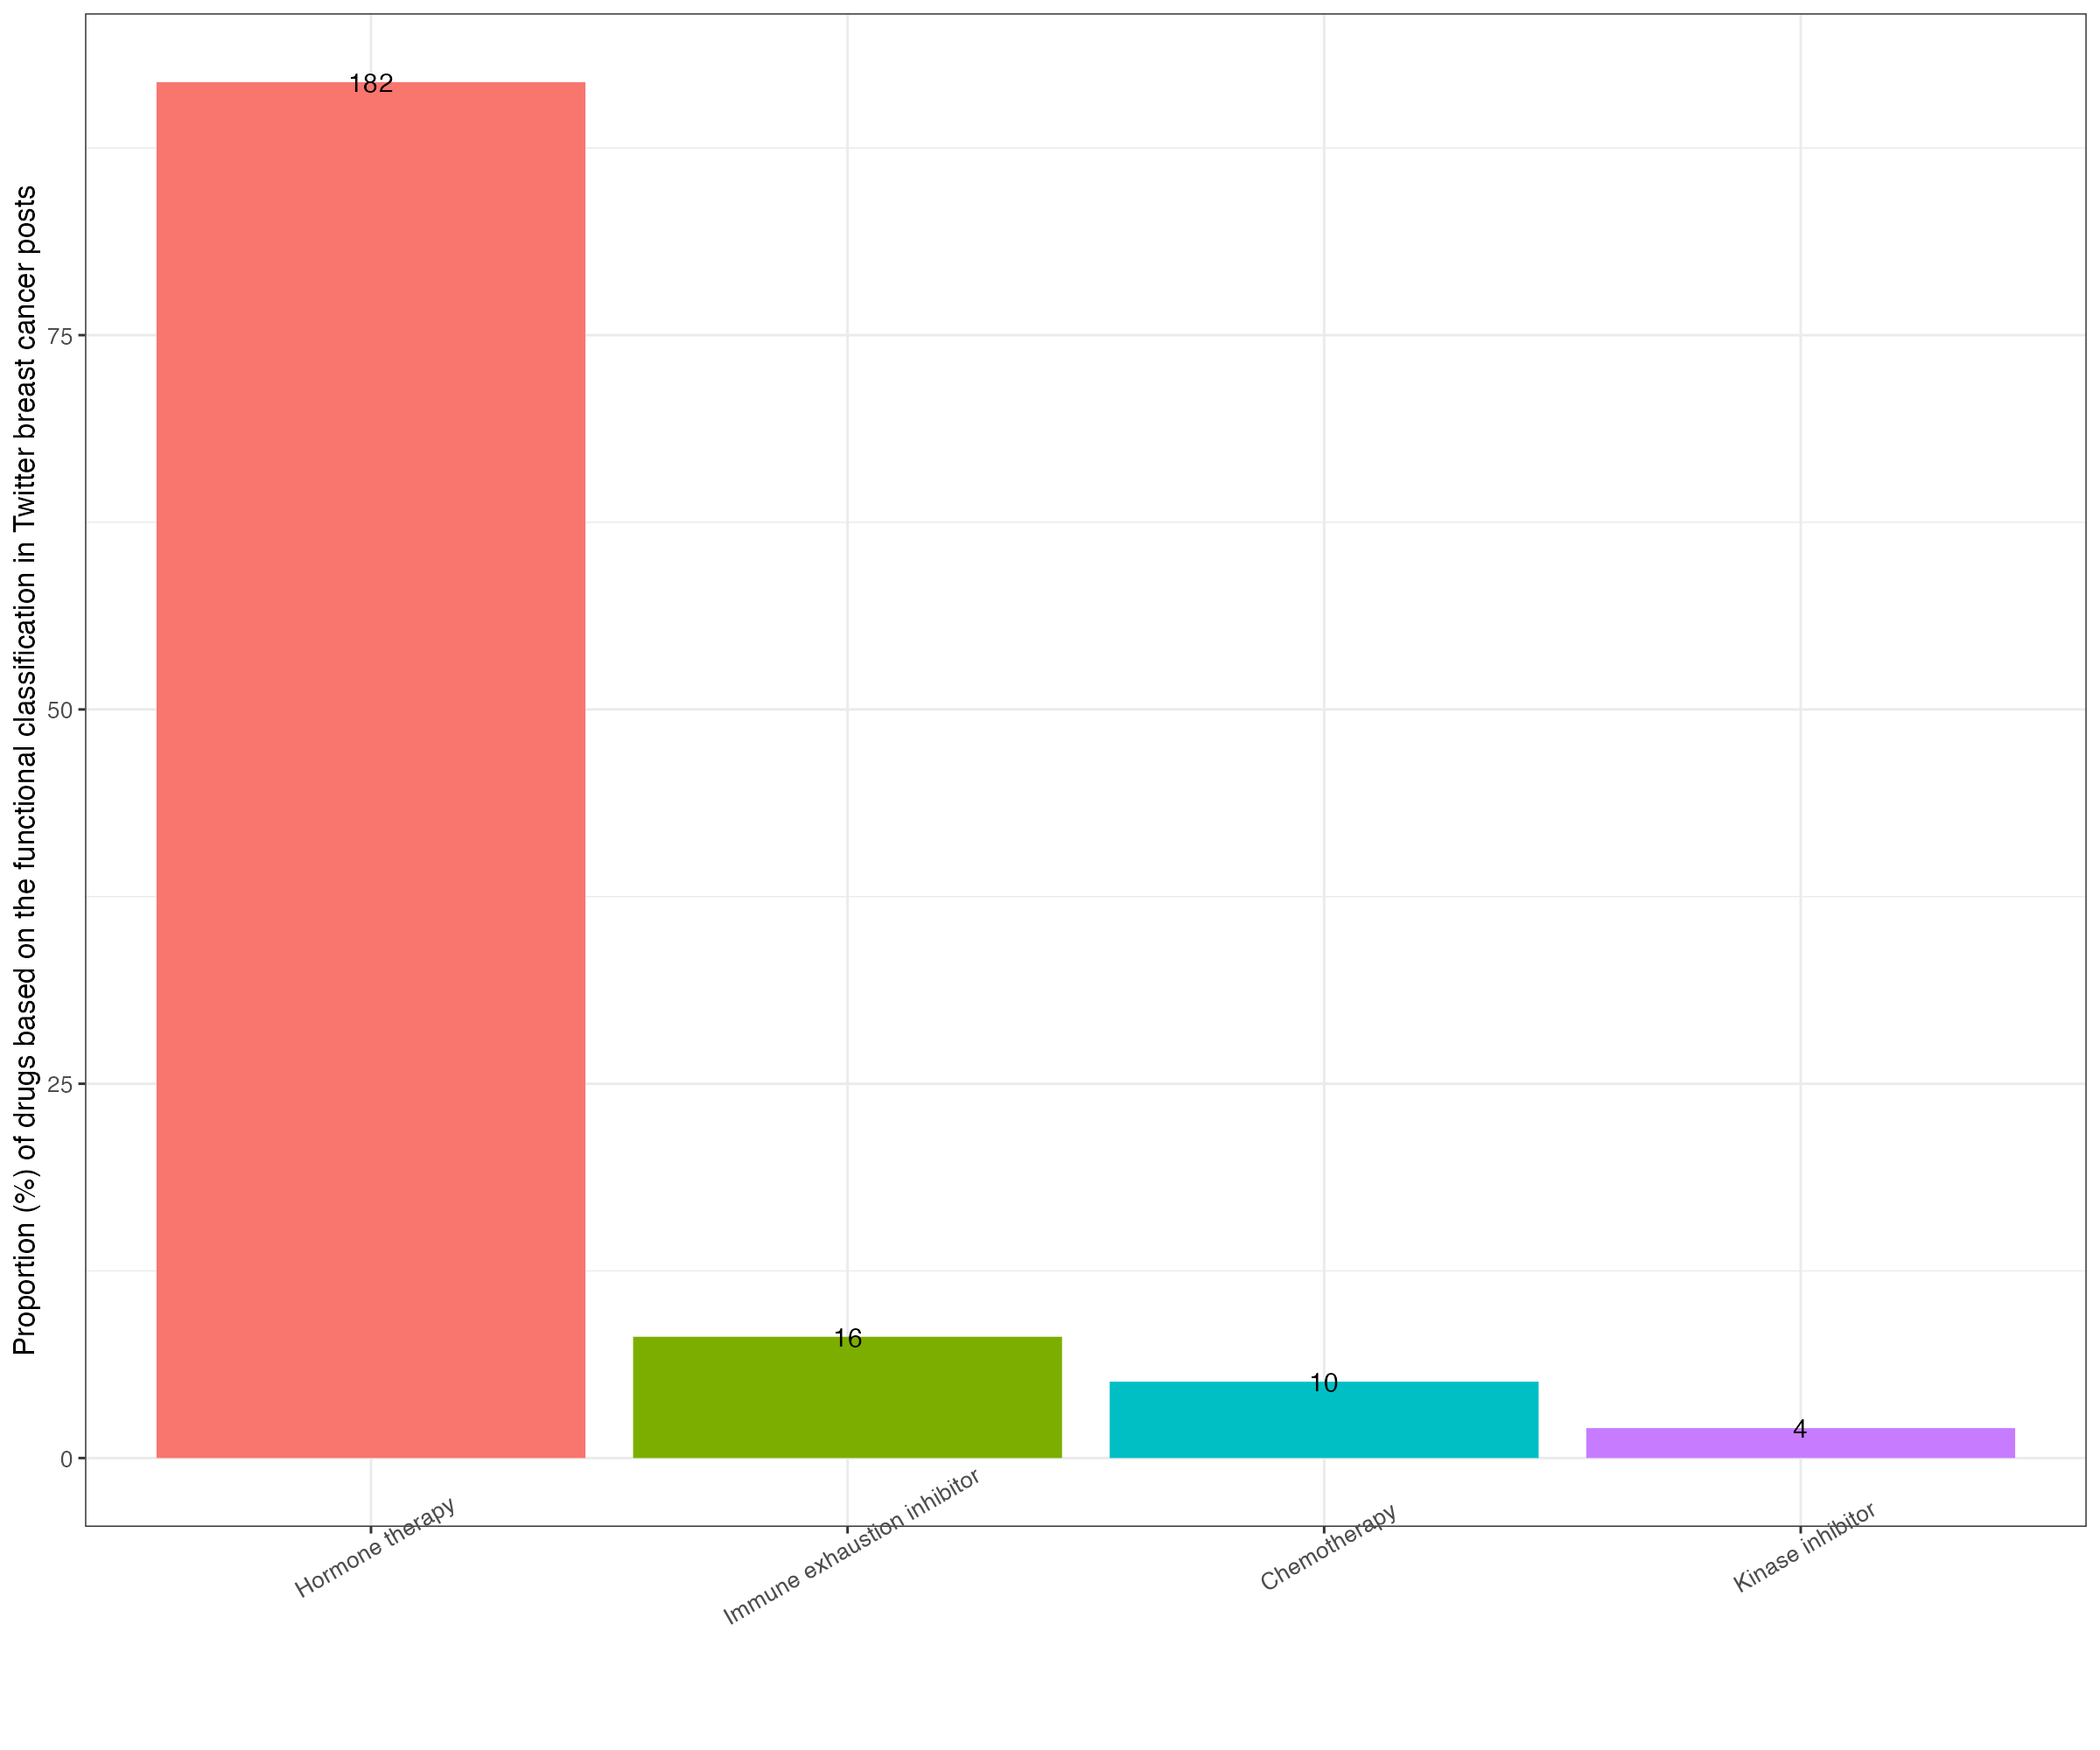 Proportion (%) of drugs based on the functional classification in Twitter breast cancer posts
75
50
25
0
182
16
10
4
Hormone therapy
Immune exhaustion inhibitor
Chemotherapy
Kinase inhibitor